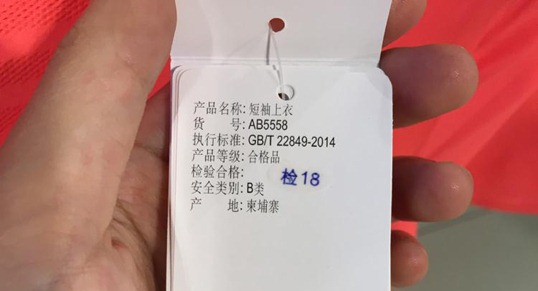 产品名称: 短袖上衣
货　号: AB5558
执行标准: GB/T 22849-2014
产品等级: 合格品
检验合格: 检18
安全类别: B类
产　地: 柬埔寨